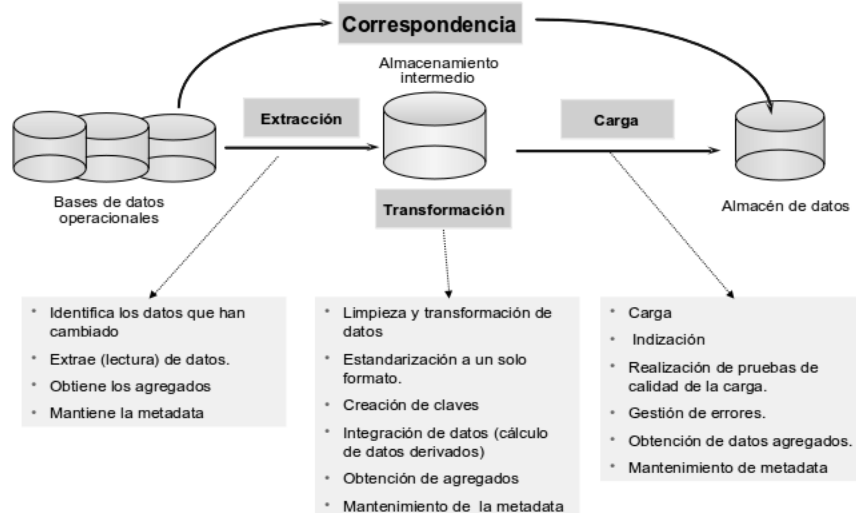 Correspondencia
Almacenamiento
intermedio
Extracción
Carga
Bases de datos
operacionales
Transformación
Almacén de datos
• Identifica los datos que han
cambiado
• Extrae (lectura) de datos.
• Obtiene los agregados
• Mantiene la metadata
• Limpieza y transformación de
datos
• Estandarización a un solo
formato.
• Creación de claves
• Integración de datos (cálculo
de datos derivados)
• Obtención de agregados
• Mantenimiento de la metadata
• Carga
• Indización
• Realización de pruebas de
calidad de la carga.
• Gestión de errores.
• Obtención de datos agregados.
• Mantenimiento de metadata